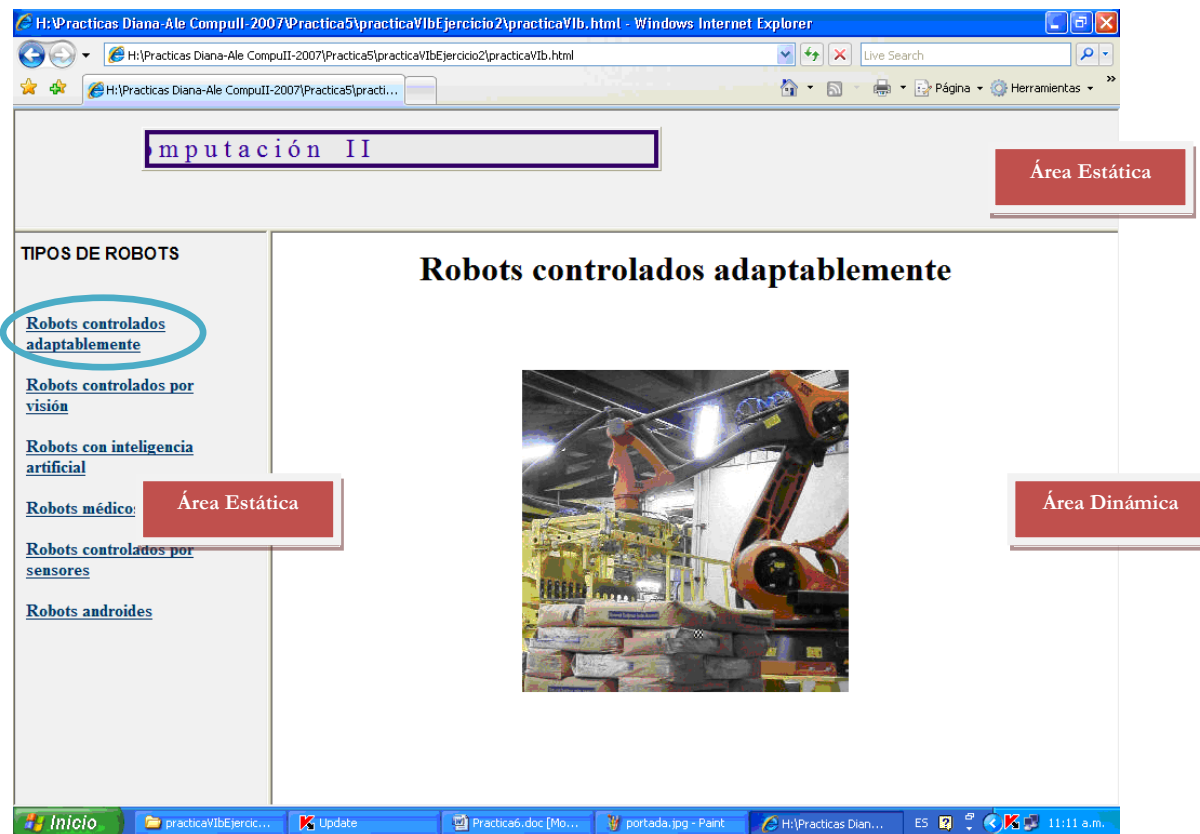 H:\Practicas Diana-Ale CompuII-2007\Practica5\practicaVIbEjercicio2\practicaVIb.html - Windows Internet Explorer
H:\Practicas Diana-Ale CompuII-2007\Practica5\practicaVIbEjercicio2\practicaVIb.html
Live Search
H:\Practicas Diana-Ale CompuII-2007\Practica5\practi...
Página
Herramientas
omputación II
Área Estática
TIPOS DE ROBOTS
Robots controlados
adaptablemente
Robots controlados por
visión
Robots con inteligencia
artificial
Robots médico
Área Estática
Robots controlados por
sensores
Robots androides
Robots controlados adaptablemente
Área Dinámica
Inicio
practicaVIbEjercic...
Update
Practica6.doc [Mo...
portada.jpg - Paint
H:\Practicas Dian...
ES
11:11 a.m.